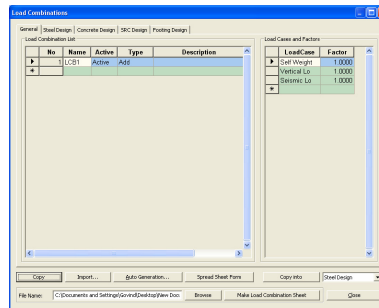 Load Combinations
General Steel Design Concrete Design SRC Design Footing Design
Load Combination List
No Name Active Type Description
1 LCB1 Active Add
Load Cases and Factors
LoadCase Factor
Self Weight 1.0000
Vertical Lo 1.0000
Seismic Lo 1.0000
Copy Import... Auto Generation... Spread Sheet Form Copy into Steel Design
File Name: C:\Documents and Settings\Govind\Desktop\New Doo. Browse Make Load Combination Sheet Close